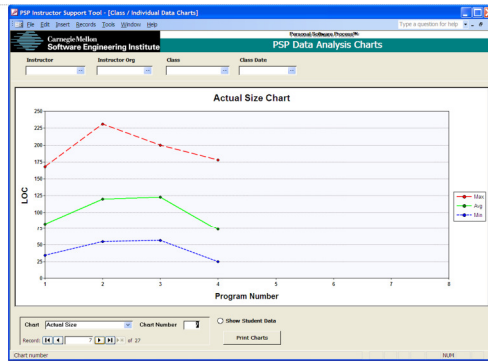 PSP Instructor Support Tool - [Class / Individual Data Charts]
File Edit Insert Records Tools Window Help
Type a question for help
Carnegie Mellon
Software Engineering Institute
Personal Software Process℠
PSP Data Analysis Charts
Instructor Instructor Org Class Class Date
Actual Size Chart
LOC
250
225
200
175
150
125
100
75
50
25
0
1 2 3 4 5 6 7 8
Program Number
Max
Avg
Min
Chart Actual Size Chart Number 7
Show Student Data
Record: 7 of 27
Print Charts
Chart number NUM